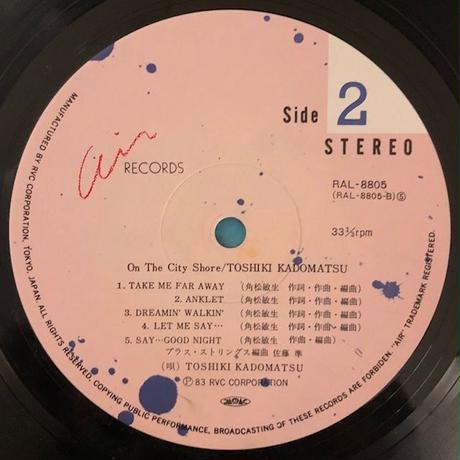 Side 2
STEREO
Air RECORDS
RAL-8805
(RAL-8805-B)Ⓢ
33⅓rpm
On The City Shore/TOSHIKI KADOMATSU
1. TAKE ME FAR AWAY (角松敏生 作詞・作曲・編曲)
2. ANKLET (角松敏生 作詞・作曲・編曲)
3. DREAMIN' WALKIN' (角松敏生 作詞・作曲・編曲)
4. LET ME SAY… (角松敏生 作詞・作曲・編曲)
5. SAY…GOOD NIGHT (角松敏生 作曲・編曲)
ブラス・ストリングス編曲 佐藤 準
(唄) TOSHIKI KADOMATSU
Ⓟ 83 RVC CORPORATION
JASRAC
MANUFACTURED BY RVC CORPORATION, TOKYO, JAPAN. ALL RIGHTS RESERVED. COPYING, PUBLIC PERFORMANCE, BROADCASTING OF THESE RECORDS ARE FORBIDDEN. "AIR" TRADEMARK REGISTERED.